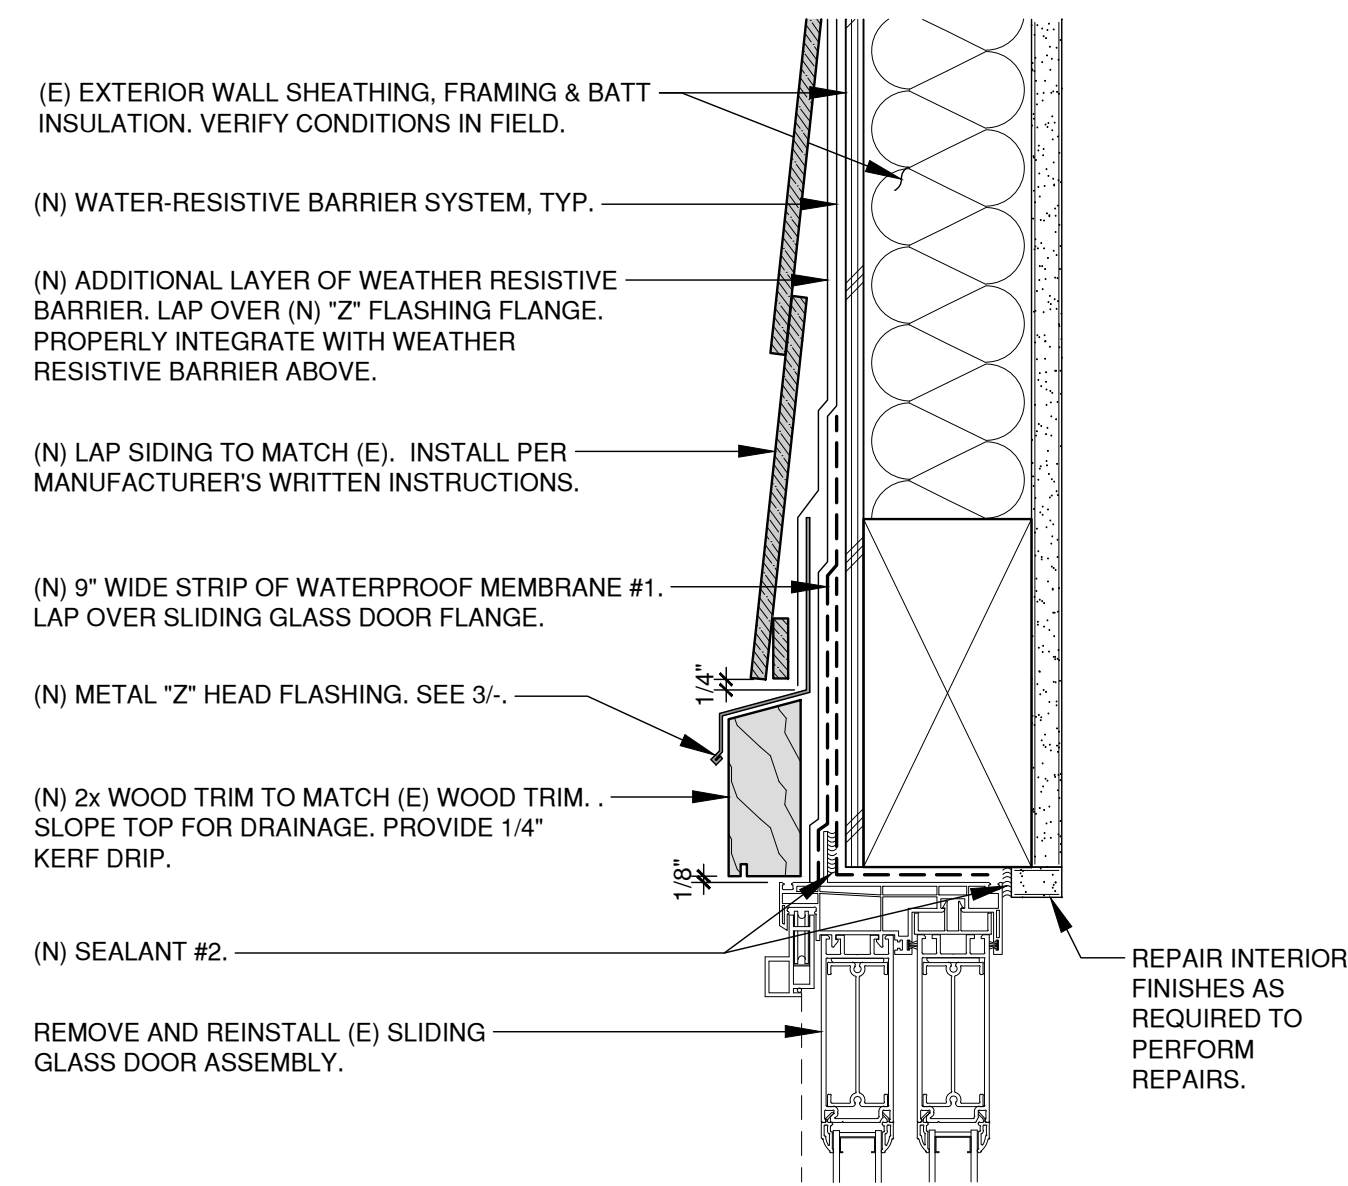 (E) EXTERIOR WALL SHEATHING, FRAMING & BATT
INSULATION. VERIFY CONDITIONS IN FIELD.
(N) WATER-RESISTIVE BARRIER SYSTEM, TYP.
(N) ADDITIONAL LAYER OF WEATHER RESISTIVE
BARRIER. LAP OVER (N) "Z" FLASHING FLANGE.
PROPERLY INTEGRATE WITH WEATHER
RESISTIVE BARRIER ABOVE.
(N) LAP SIDING TO MATCH (E).  INSTALL PER
MANUFACTURER'S WRITTEN INSTRUCTIONS.
(N) 9" WIDE STRIP OF WATERPROOF MEMBRANE #1.
LAP OVER SLIDING GLASS DOOR FLANGE.
1/4"
(N) METAL "Z" HEAD FLASHING. SEE 3/-.
(N) 2x WOOD TRIM TO MATCH (E) WOOD TRIM. .
SLOPE TOP FOR DRAINAGE. PROVIDE 1/4"
KERF DRIP.
1/8"
(N) SEALANT #2.
REMOVE AND REINSTALL (E) SLIDING
GLASS DOOR ASSEMBLY.
REPAIR INTERIOR
FINISHES AS
REQUIRED TO
PERFORM
REPAIRS.